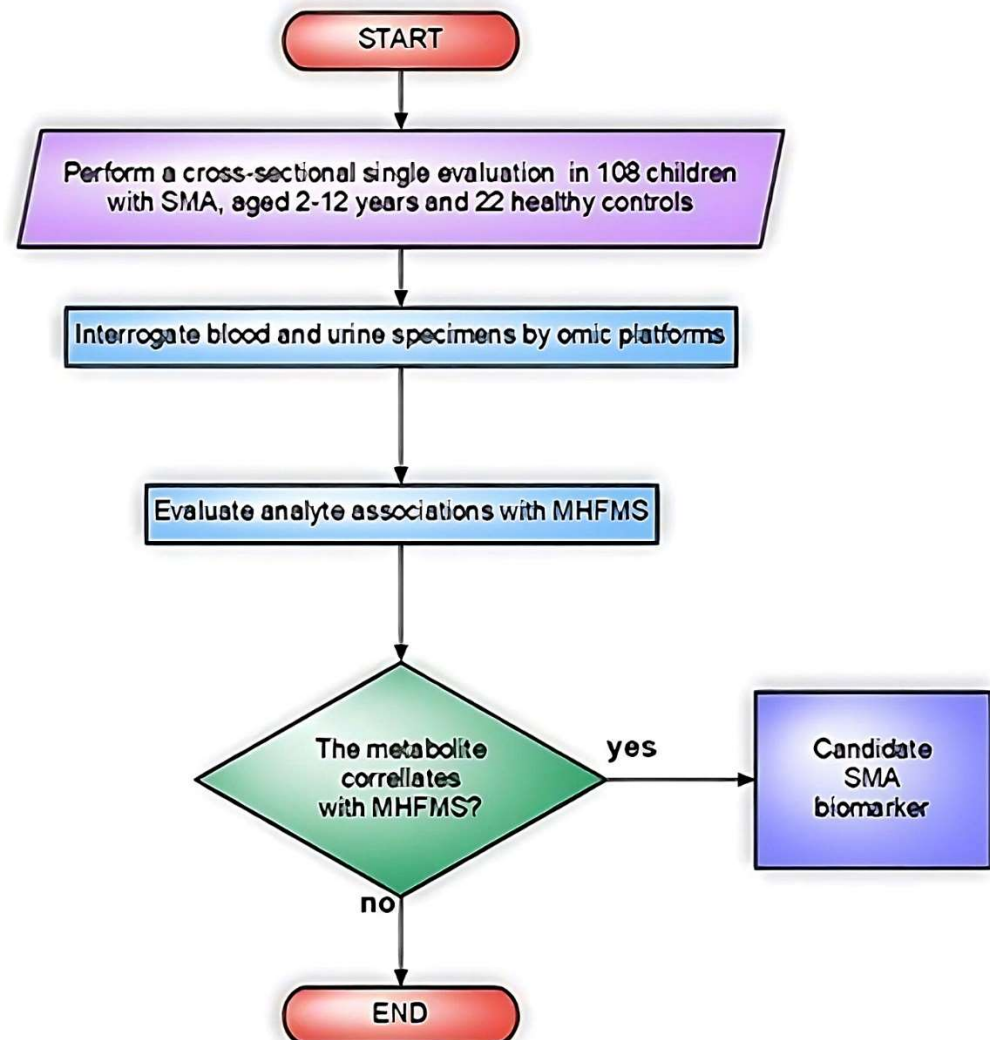 START
Perform a cross-sectional single evaluation in 108 children
with SMA, aged 2-12 years and 22 healthy controls
Interrogate blood and urine specimens by omic platforms
Evaluate analyte associations with MHFMS
The metabolite
correllates
with MHFMS?
yes
Candidate
SMA
biomarker
no
END